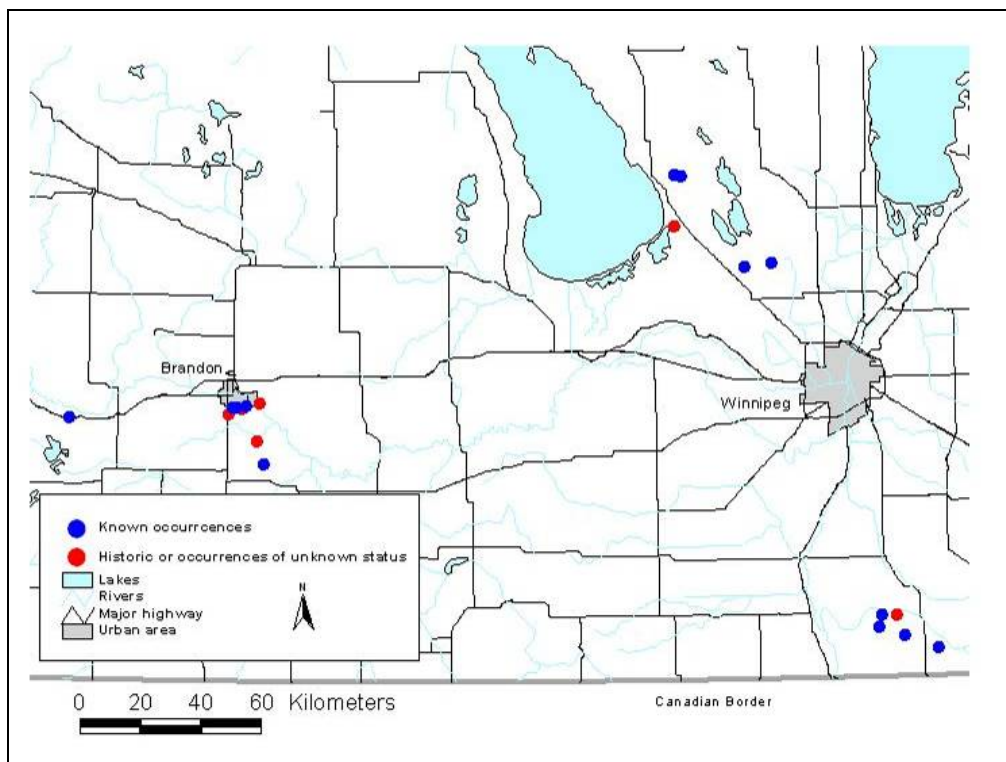 Brandon
Winnipeg
Known occurrcences
Historic or occurrences of unknown status
Lakes
Rivers
Major highway
Urban area
N
0 20 40 60 Kilometers
Canadian Border